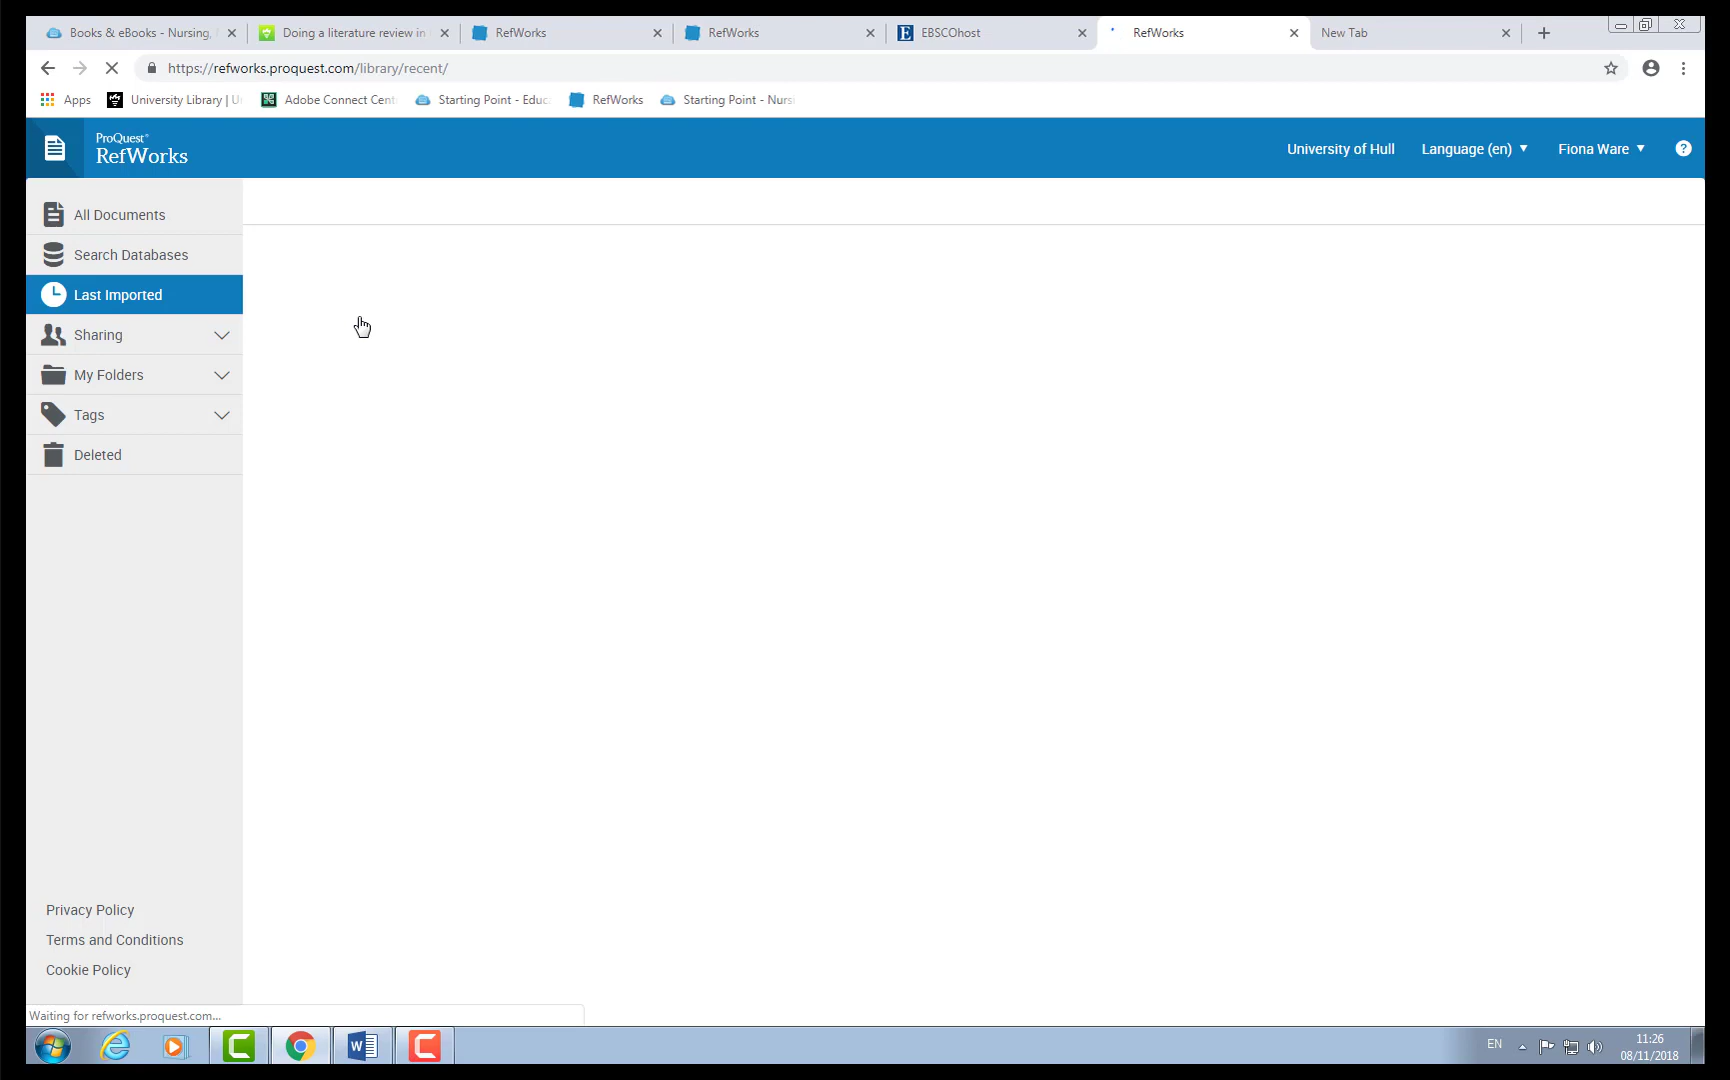 Books & eBooks - Nursing,
Doing a literature review in
RefWorks
RefWorks
EBSCOhost
RefWorks
New Tab
https://refworks.proquest.com/library/recent/
Apps
University Library | U
Adobe Connect Cent
Starting Point - Educ
RefWorks
Starting Point - Nurs
ProQuest®
RefWorks
University of Hull
Language (en)
Fiona Ware
?
All Documents
Search Databases
Last Imported
Sharing
My Folders
Tags
Deleted
Privacy Policy
Terms and Conditions
Cookie Policy
Waiting for refworks.proquest.com...
EN
11:26
08/11/2018